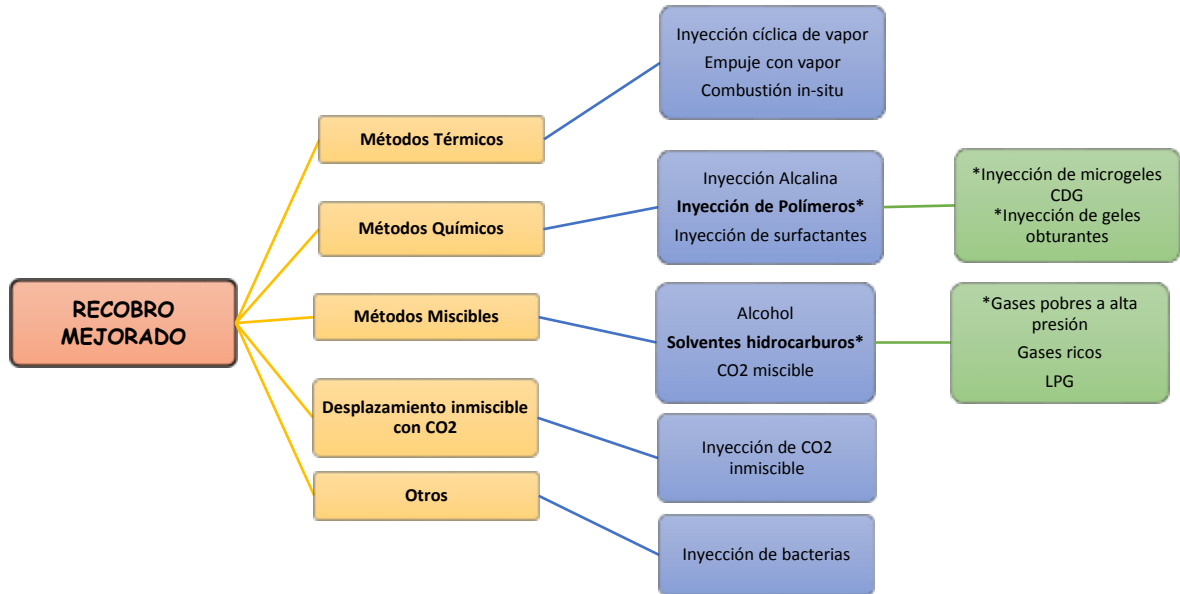 RECOBRO
MEJORADO
Métodos Térmicos
Inyección cíclica de vapor
Empuje con vapor
Combustión in-situ
Métodos Químicos
Inyección Alcalina
Inyección de Polímeros*
Inyección de surfactantes
*Inyección de microgeles
CDG
*Inyección de geles
obturantes
Métodos Miscibles
Alcohol
Solventes hidrocarburos*
CO2 miscible
*Gases pobres a alta
presión
Gases ricos
LPG
Desplazamiento inmiscible
con CO2
Inyección de CO2
inmiscible
Otros
Inyección de bacterias